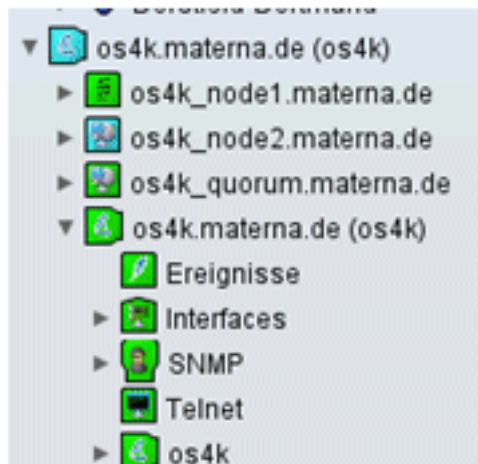 os4k.materna.de (os4k)
os4k_node1.materna.de
os4k_node2.materna.de
os4k_quorum.materna.de
os4k.materna.de (os4k)
Ereignisse
Interfaces
SNMP
Telnet
os4k